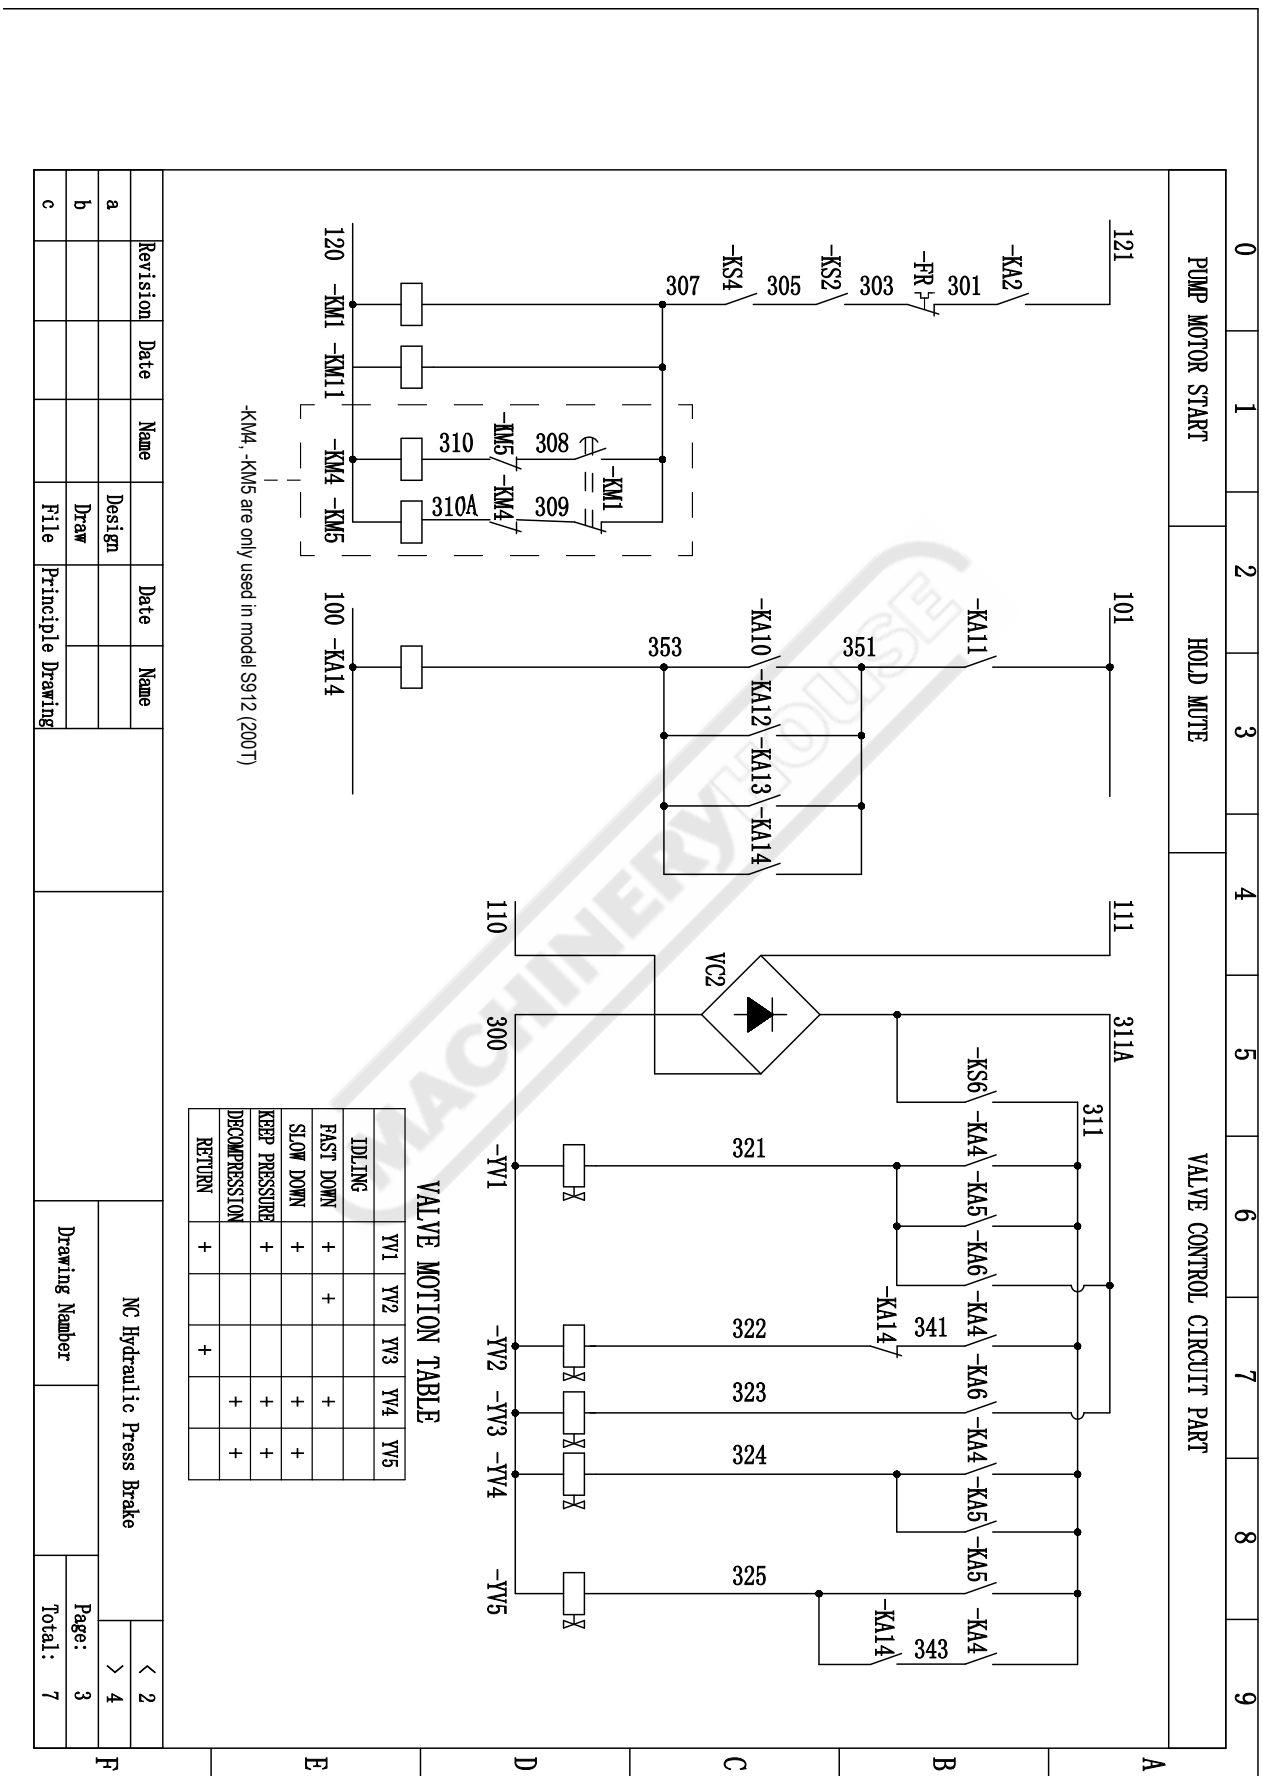 0 1 2 3 4 5 6 7 8 9
PUMP MOTOR START
HOLD MUTE
VALVE CONTROL CIRCUIT PART
A
B
C
D
E
F
121
-KA2
301
-FR
303
-KS2
305
-KS4
307
-KM1
308
309
-KM5
-KM4
310
310A
120
-KM1
-KM11
-KM4
-KM5
-KM4, -KM5 are only used in model S912 (200T)
101
-KA11
351
-KA10
-KA12
-KA13
-KA14
353
100
-KA14
111
311A
311
-KS6
-KA4
-KA5
-KA6
-KA4
-KA6
-KA4
-KA5
-KA5
-KA4
341
343
-KA14
-KA14
VC2
321
322
323
324
325
110
300
-YV1
-YV2
-YV3
-YV4
-YV5
VALVE MOTION TABLE
YV1 YV2 YV3 YV4 YV5
IDLING
FAST DOWN + + +
SLOW DOWN + + +
KEEP PRESSURE + + +
DECOMPRESSION + +
RETURN + +
MACHINERYHOUSE
Revision Date Name Date Name
a Design
b Draw
c File Principle Drawing
NC Hydraulic Press Brake
Drawing Namber
< 2
> 4
Page: 3
Total: 7